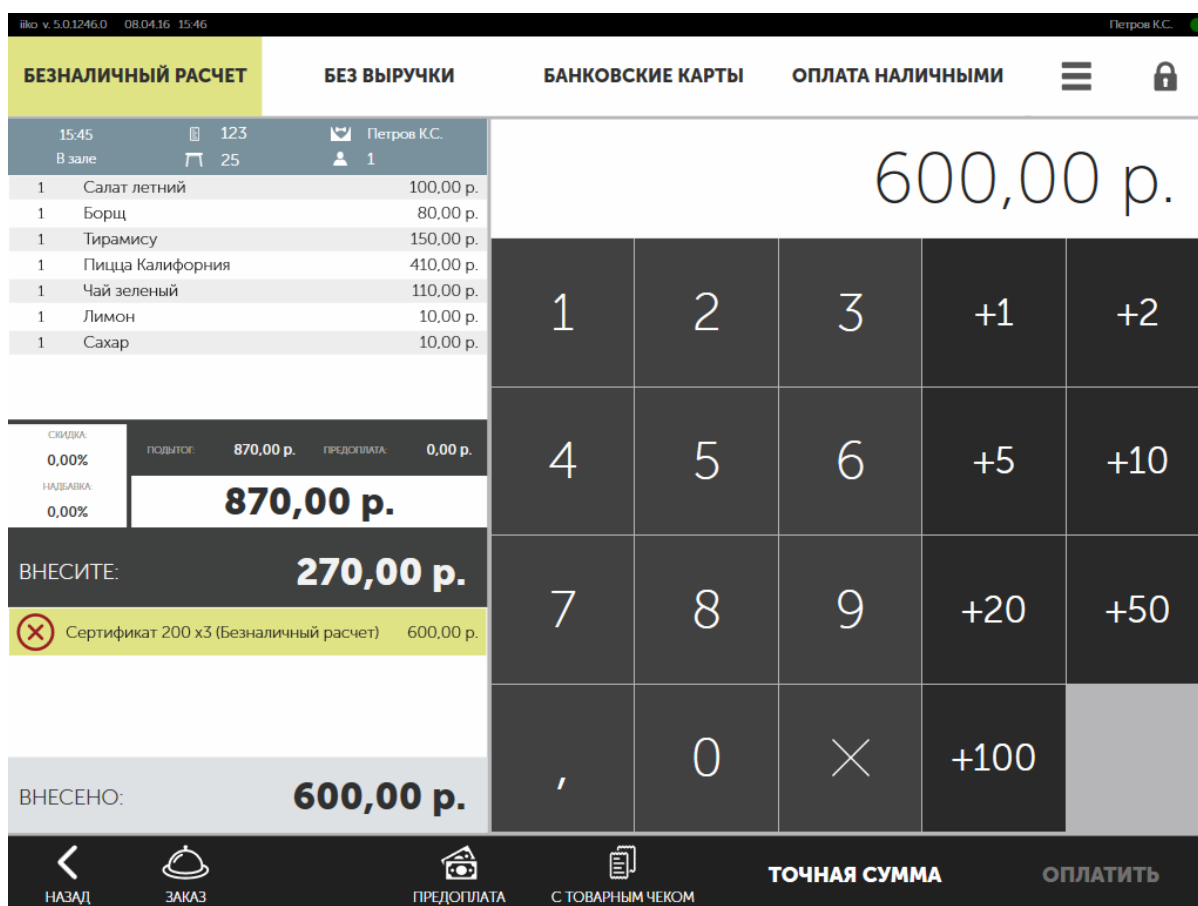 iiko v. 5.0.1246.0 08.04.16 15:46 Петров К.С.
БЕЗНАЛИЧНЫЙ РАСЧЕТ БЕЗ ВЫРУЧКИ БАНКОВСКИЕ КАРТЫ ОПЛАТА НАЛИЧНЫМИ
15:45 123 Петров К.С.
В зале 25 1
600,00 р.
1 Салат летний 100,00 р.
1 Борщ 80,00 р.
1 Тирамису 150,00 р.
1 Пицца Калифорния 410,00 р.
1 Чай зеленый 110,00 р.
1 Лимон 10,00 р.
1 Сахар 10,00 р.
СКИДКА:
0,00%
НАДБАВКА:
0,00%
ПОДЫТОГ: 870,00 р. ПРЕДОПЛАТА: 0,00 р.
870,00 р.
ВНЕСИТЕ: 270,00 р.
Сертификат 200 x3 (Безналичный расчет) 600,00 р.
ВНЕСЕНО: 600,00 р.
1 2 3 +1 +2
4 5 6 +5 +10
7 8 9 +20 +50
, 0 +100
НАЗАД ЗАКАЗ ПРЕДОПЛАТА С ТОВАРНЫМ ЧЕКОМ ТОЧНАЯ СУММА ОПЛАТИТЬ